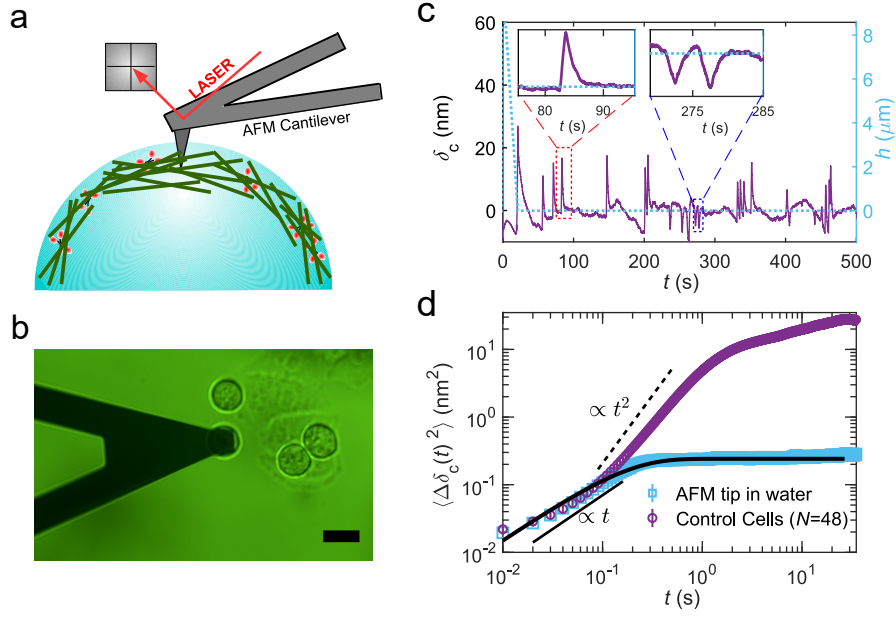 a
LASER
AFM Cantilever
b
c
60
40
20
0
δc (nm)
0 100 200 300 400 500
t (s)
8
6
4
2
0
h (μm)
80 90
t (s)
275 285
t (s)
d
10¹
10⁰
10⁻¹
10⁻²
⟨Δδc(t)²⟩ (nm²)
∝ t²
∝ t
AFM tip in water
Control Cells (N=48)
10⁻² 10⁻¹ 10⁰ 10¹
t (s)